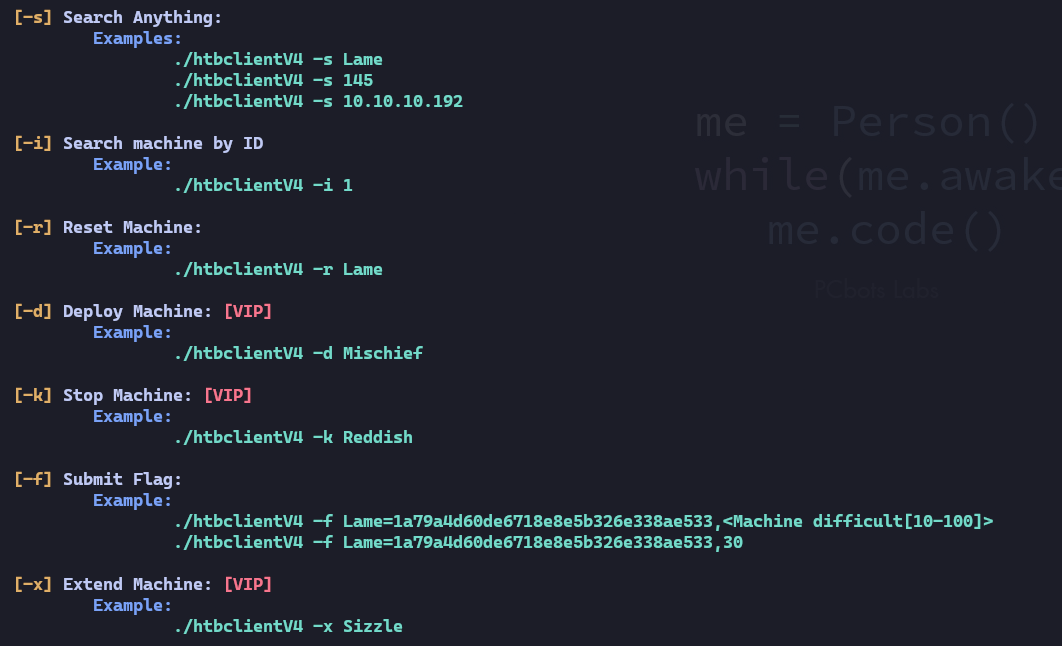 [-s] Search Anything:
Examples:
./htbclientV4 -s Lame
./htbclientV4 -s 145
./htbclientV4 -s 10.10.10.192
[-i] Search machine by ID
Example:
./htbclientV4 -i 1
[-r] Reset Machine:
Example:
./htbclientV4 -r Lame
[-d] Deploy Machine: [VIP]
Example:
./htbclientV4 -d Mischief
[-k] Stop Machine: [VIP]
Example:
./htbclientV4 -k Reddish
[-f] Submit Flag:
Example:
./htbclientV4 -f Lame=1a79a4d60de6718e8e5b326e338ae533,<Machine difficult[10-100]>
./htbclientV4 -f Lame=1a79a4d60de6718e8e5b326e338ae533,30
[-x] Extend Machine: [VIP]
Example:
./htbclientV4 -x Sizzle
me = Person()
while(me.awake
me.code()
PCbots Labs